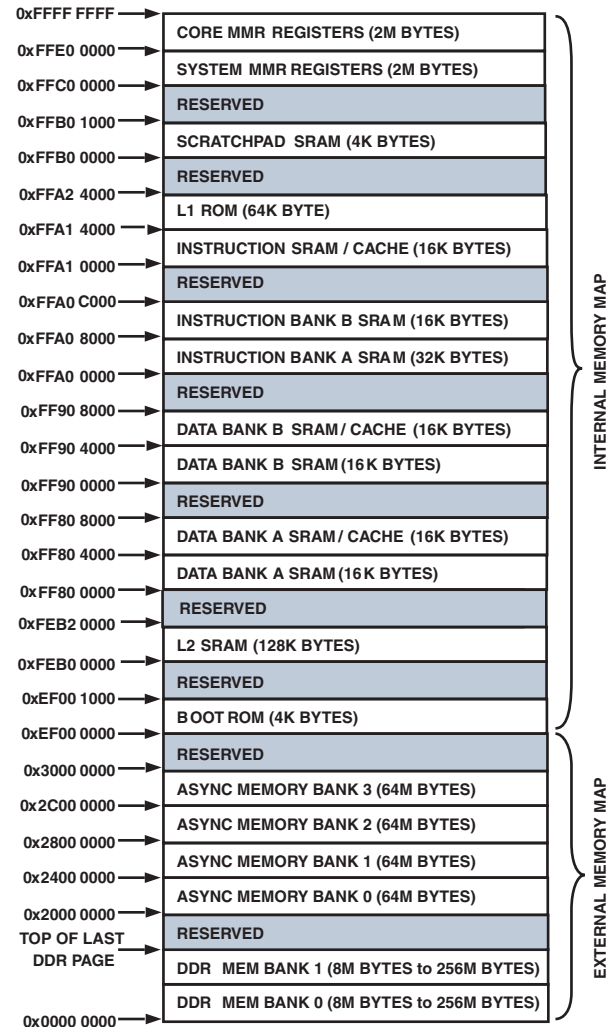 0xFFFF FFFF
CORE MMR REGISTERS (2M BYTES)
0xFFE0 0000
SYSTEM MMR REGISTERS (2M BYTES)
0xFFC0 0000
RESERVED
0xFFB0 1000
SCRATCHPAD SRAM (4K BYTES)
0xFFB0 0000
RESERVED
0xFFA2 4000
L1 ROM (64K BYTE)
0xFFA1 4000
INSTRUCTION SRAM / CACHE (16K BYTES)
0xFFA1 0000
RESERVED
0xFFA0 C000
INSTRUCTION BANK B SRAM (16K BYTES)
0xFFA0 8000
INSTRUCTION BANK A SRAM (32K BYTES)
0xFFA0 0000
RESERVED
0xFF90 8000
DATA BANK B SRAM / CACHE (16K BYTES)
0xFF90 4000
DATA BANK B SRAM (16K BYTES)
0xFF90 0000
RESERVED
0xFF80 8000
DATA BANK A SRAM / CACHE (16K BYTES)
0xFF80 4000
DATA BANK A SRAM (16K BYTES)
0xFF80 0000
RESERVED
0xFEB2 0000
L2 SRAM (128K BYTES)
0xFEB0 0000
RESERVED
0xEF00 1000
BOOT ROM (4K BYTES)
0xEF00 0000
RESERVED
0x3000 0000
ASYNC MEMORY BANK 3 (64M BYTES)
0x2C00 0000
ASYNC MEMORY BANK 2 (64M BYTES)
0x2800 0000
ASYNC MEMORY BANK 1 (64M BYTES)
0x2400 0000
ASYNC MEMORY BANK 0 (64M BYTES)
0x2000 0000
RESERVED
TOP OF LAST
DDR PAGE
DDR MEM BANK 1 (8M BYTES to 256M BYTES)
DDR MEM BANK 0 (8M BYTES to 256M BYTES)
0x0000 0000
INTERNAL MEMORY MAP
EXTERNAL MEMORY MAP